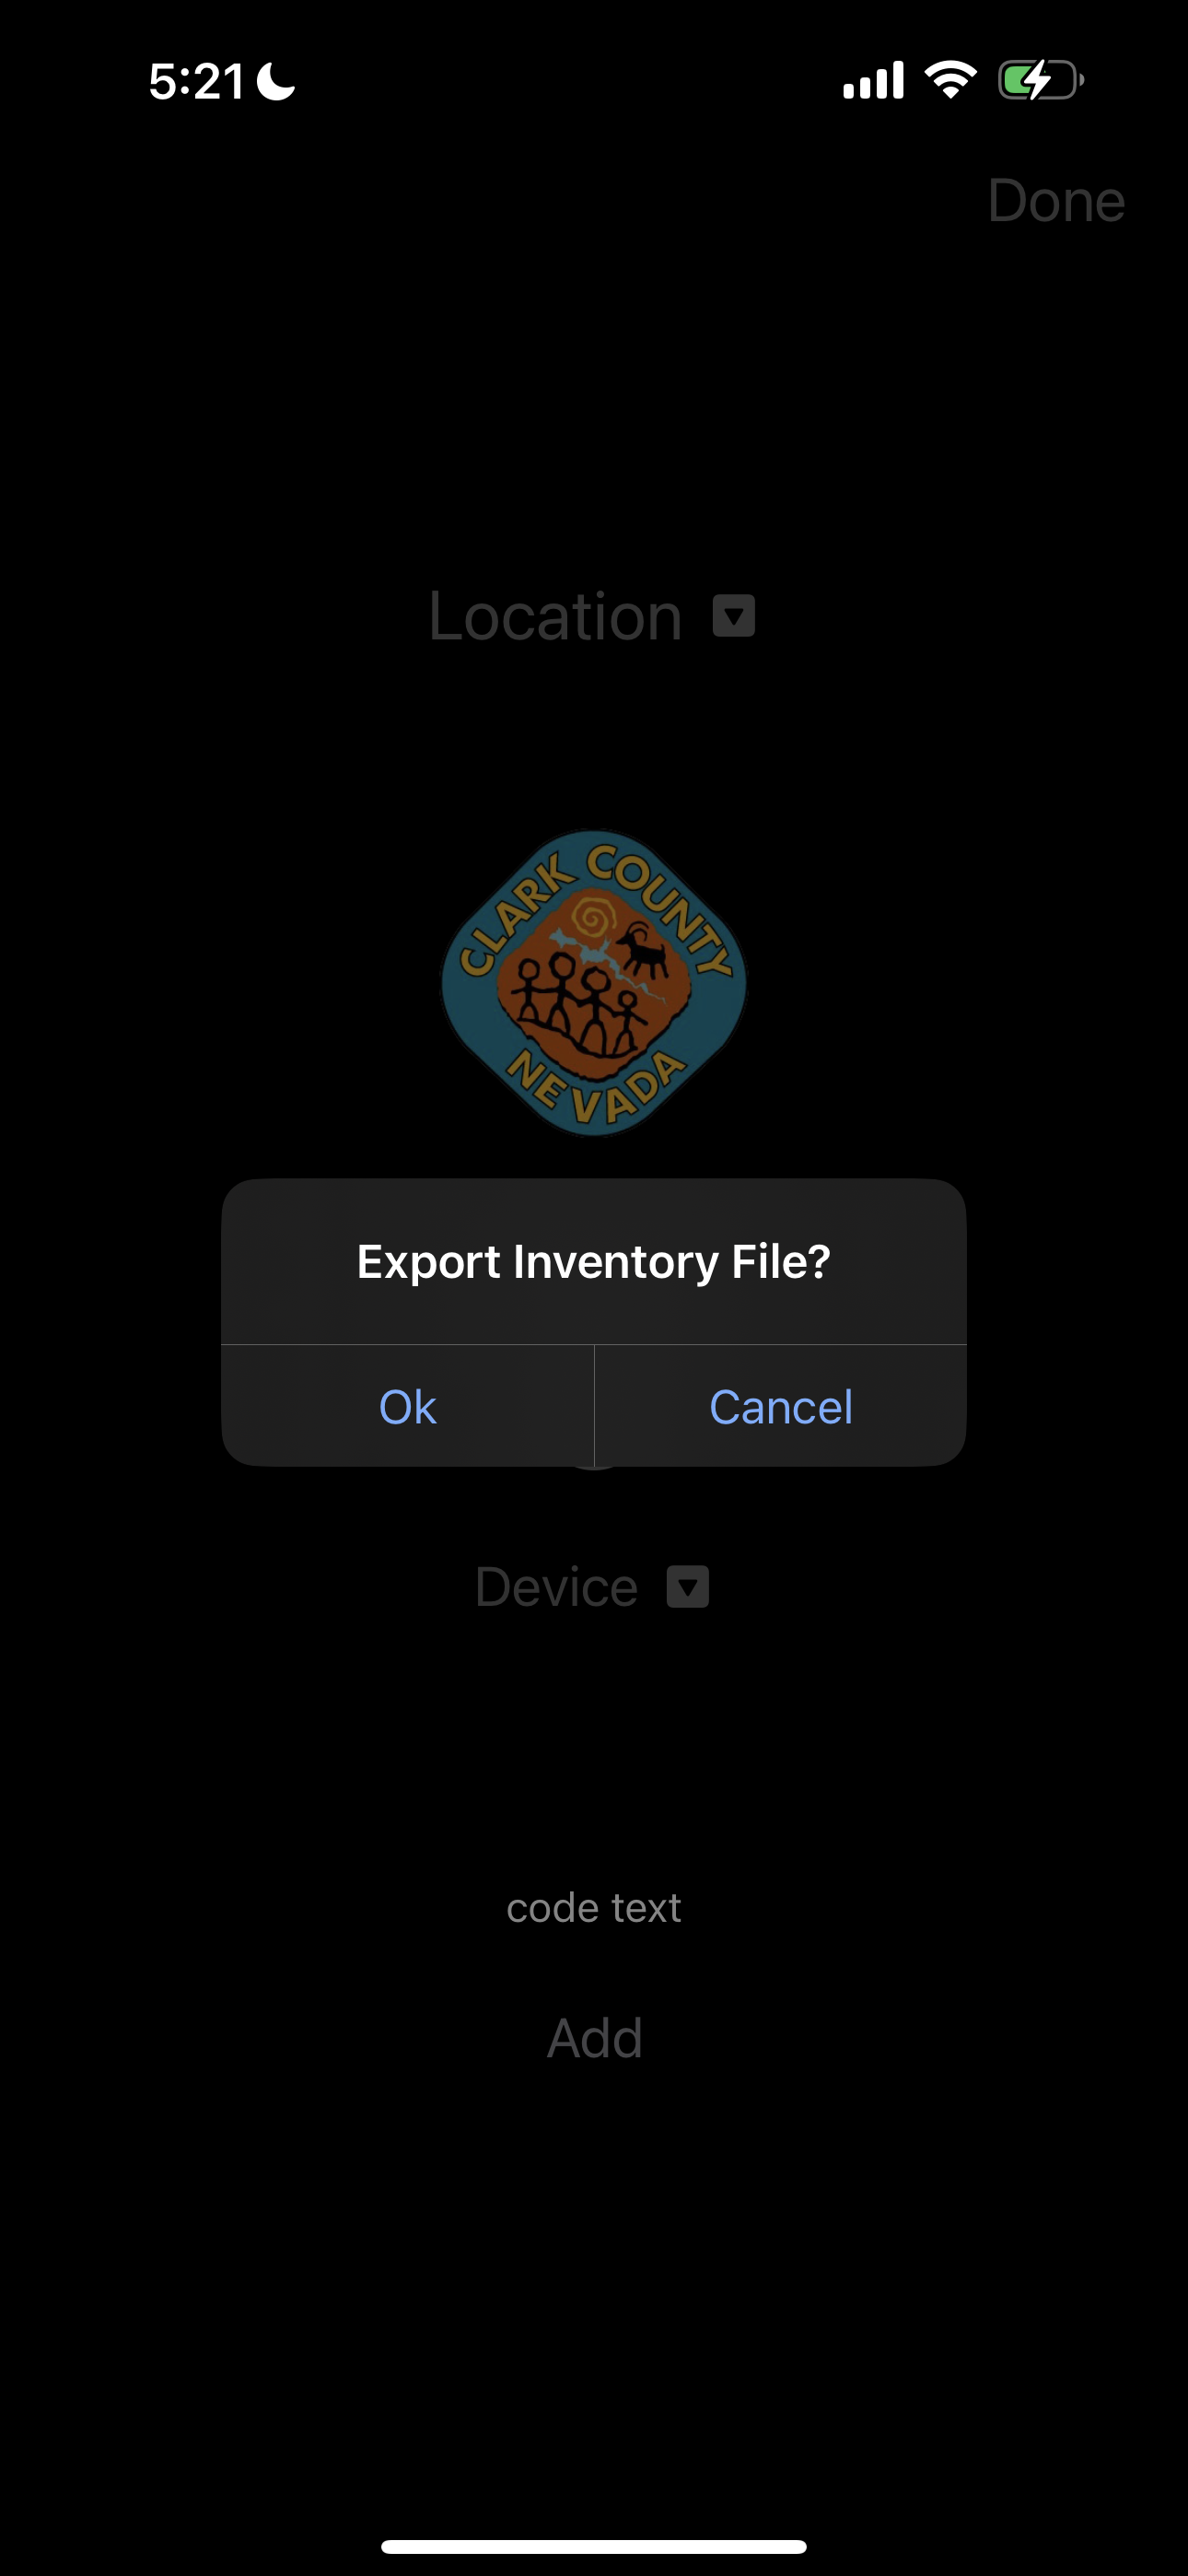 5:21
Done
Location
CLARK COUNTY
NEVADA
Export Inventory File?
Ok
Cancel
Device
code text
Add